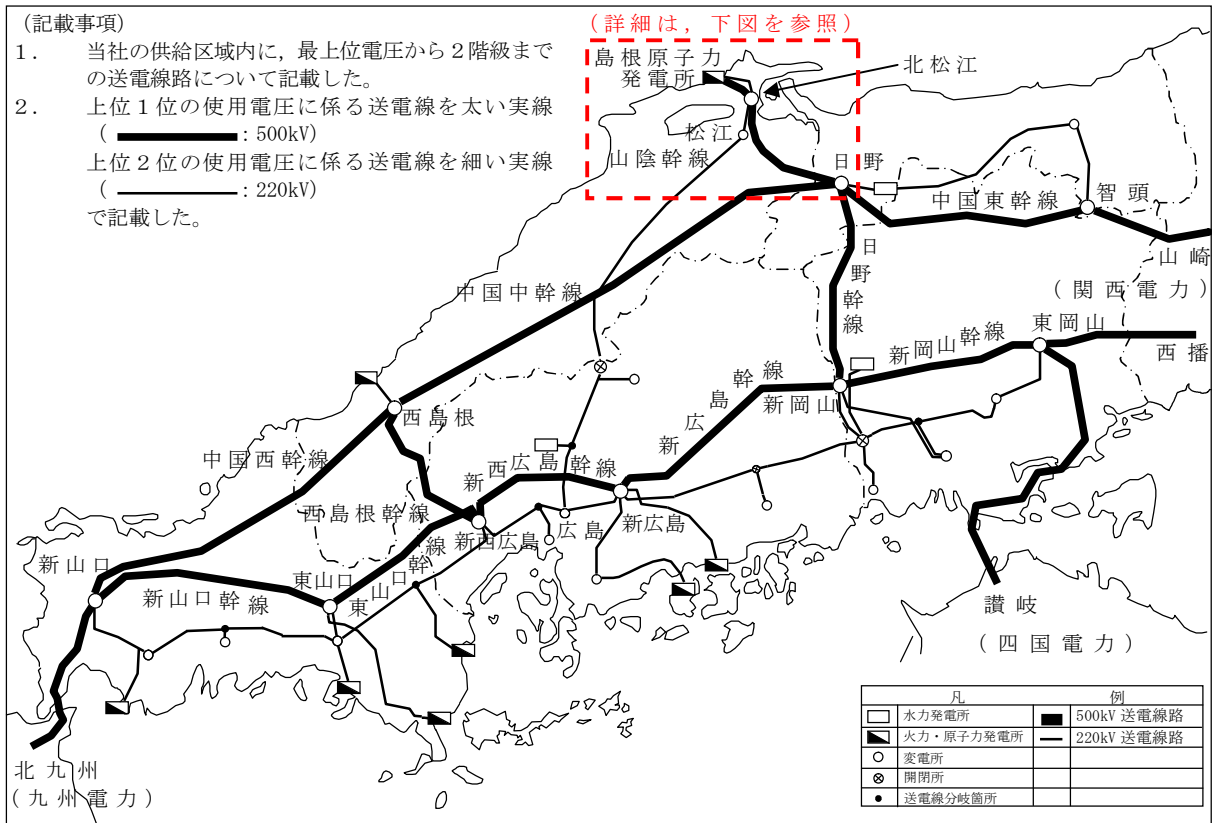 (記載事項)
1. 当社の供給区域内に，最上位電圧から２階級まで
の送電線路について記載した。
2. 上位１位の使用電圧に係る送電線を太い実線
( : 500kV)
上位２位の使用電圧に係る送電線を細い実線
( : 220kV)
で記載した。
(詳細は，下図を参照)
島根原子力
発電所
北松江
松江
山陰幹線
日野
中国東幹線
智頭
山崎
(関西電力)
日野幹線
中国中幹線
新岡山幹線
東岡山
西播
新広島幹線
新岡山
西島根
中国西幹線
新西広島幹線
西島根幹線
新西広島
広島
新広島
新山口
東山口
東山口幹線
新山口幹線
讃岐
(四国電力)
北九州
(九州電力)
凡例
水力発電所 500kV 送電線路
火力・原子力発電所 220kV 送電線路
変電所
開閉所
送電線分岐箇所